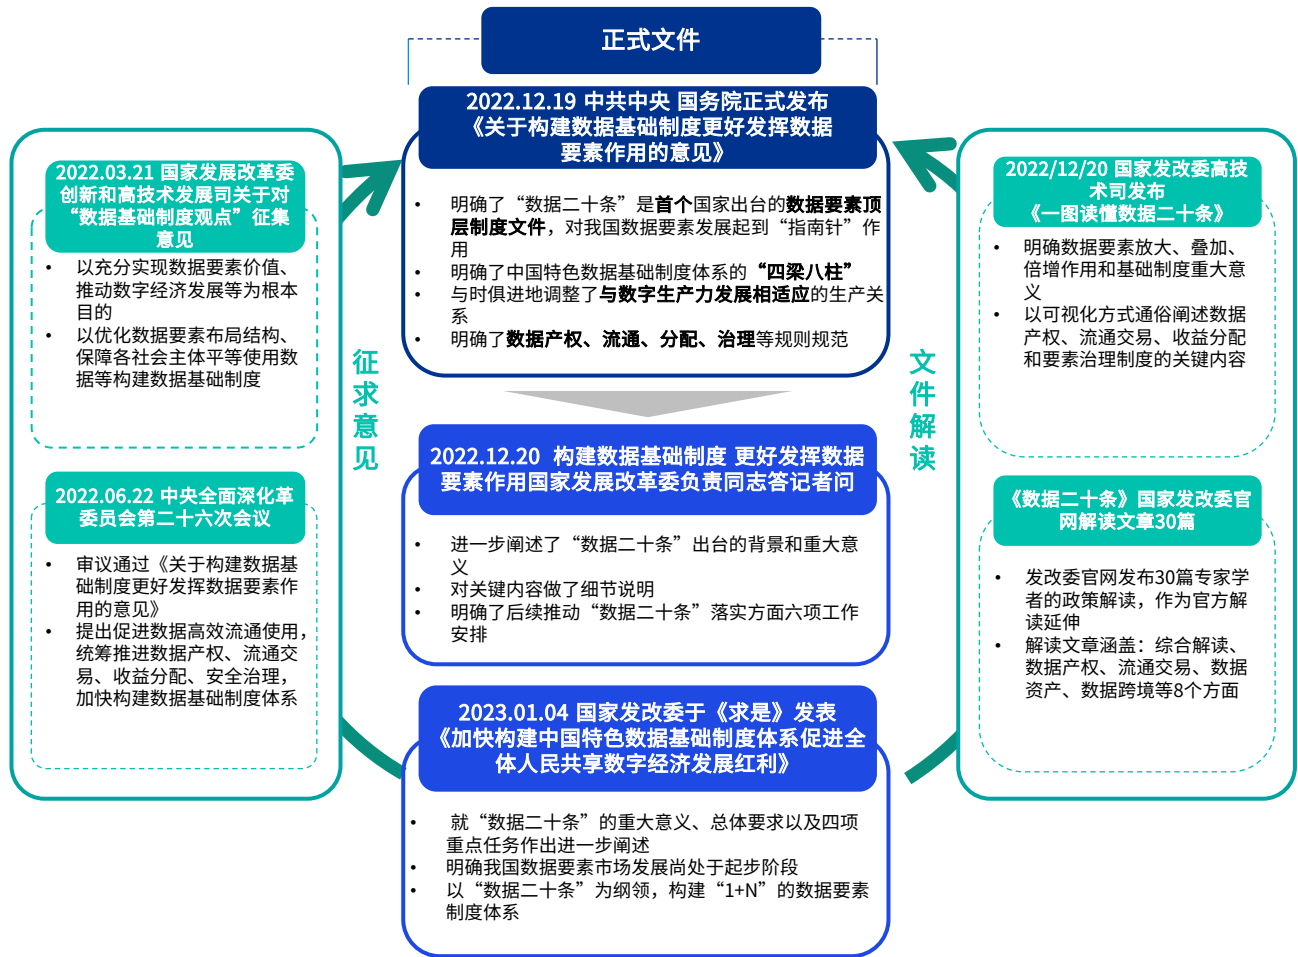 正式文件
2022.12.19 中共中央 国务院正式发布
《关于构建数据基础制度更好发挥数据
要素作用的意见》
• 明确了“数据二十条”是首个国家出台的数据要素顶
层制度文件，对我国数据要素发展起到“指南针”作
用
• 明确了中国特色数据基础制度体系的“四梁八柱”
• 与时俱进地调整了与数字生产力发展相适应的生产关
系
• 明确了数据产权、流通、分配、治理等规则规范
2022.03.21 国家发展改革委
创新和高技术发展司关于对
“数据基础制度观点”征集
意见
• 以充分实现数据要素价值、
推动数字经济发展等为根本
目的
• 以优化数据要素布局结构、
保障各社会主体平等使用数
据等构建数据基础制度
2022.06.22 中央全面深化革
委员会第二十六次会议
• 审议通过《关于构建数据基
础制度更好发挥数据要素作
用的意见》
• 提出促进数据高效流通使用，
统筹推进数据产权、流通交
易、收益分配、安全治理，
加快构建数据基础制度体系
征
求
意
见
2022.12.20 构建数据基础制度 更好发挥数据
要素作用国家发展改革委负责同志答记者问
• 进一步阐述了“数据二十条”出台的背景和重大意
义
• 对关键内容做了细节说明
• 明确了后续推动“数据二十条”落实方面六项工作
安排
2023.01.04 国家发改委于《求是》发表
《加快构建中国特色数据基础制度体系促进全
体人民共享数字经济发展红利》
• 就“数据二十条”的重大意义、总体要求以及四项
重点任务作出进一步阐述
• 明确我国数据要素市场发展尚处于起步阶段
• 以“数据二十条”为纲领，构建“1+N”的数据要素
制度体系
文
件
解
读
2022/12/20 国家发改委高技
术司发布
《一图读懂数据二十条》
• 明确数据要素放大、叠加、
倍增作用和基础制度重大意
义
• 以可视化方式通俗阐述数据
产权、流通交易、收益分配
和要素治理制度的关键内容
《数据二十条》国家发改委官
网解读文章30篇
• 发改委官网发布30篇专家学
者的政策解读，作为官方解
读延伸
• 解读文章涵盖：综合解读、
数据产权、流通交易、数据
资产、数据跨境等8个方面